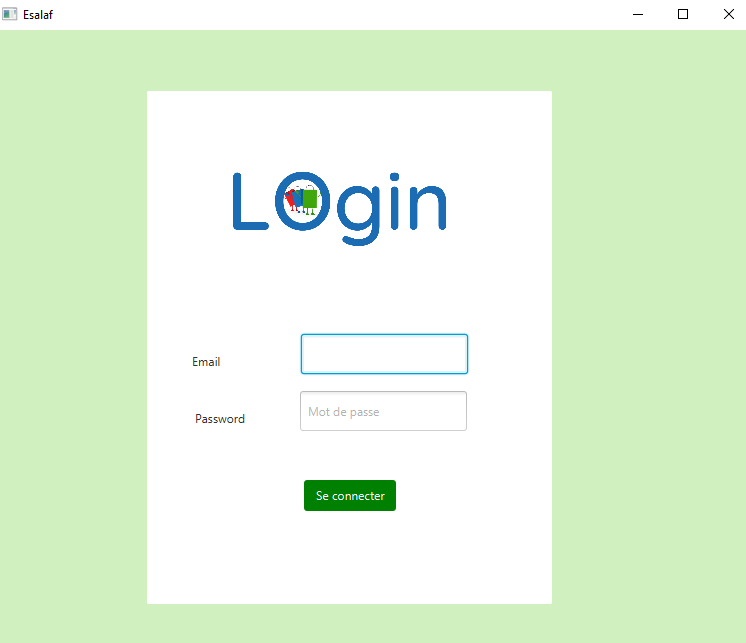 Esalaf
LOgin
Email
Password
Mot de passe
Se connecter